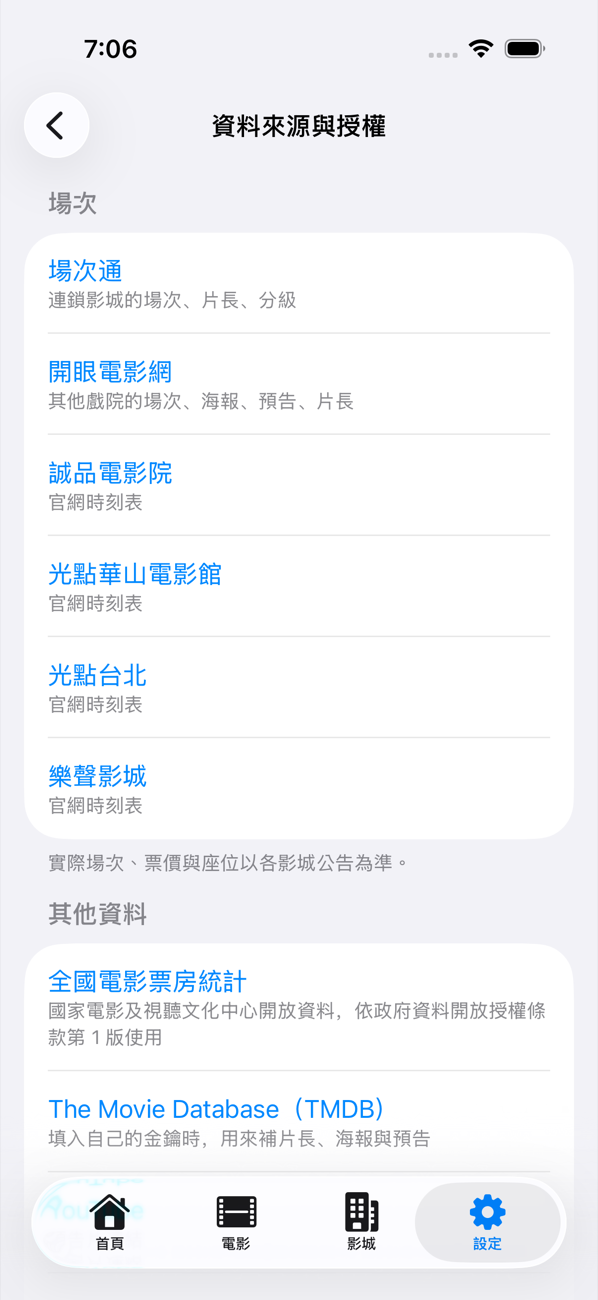 7:06
資料來源與授權
場次
場次通
連鎖影城的場次、片長、分級
開眼電影網
其他戲院的場次、海報、預告、片長
誠品電影院
官網時刻表
光點華山電影館
官網時刻表
光點台北
官網時刻表
樂聲影城
官網時刻表
實際場次、票價與座位以各影城公告為準。
其他資料
全國電影票房統計
國家電影及視聽文化中心開放資料，依政府資料開放授權條
款第 1 版使用
The Movie Database（TMDB）
填入自己的金鑰時，用來補片長、海報與預告
首頁
電影
影城
設定